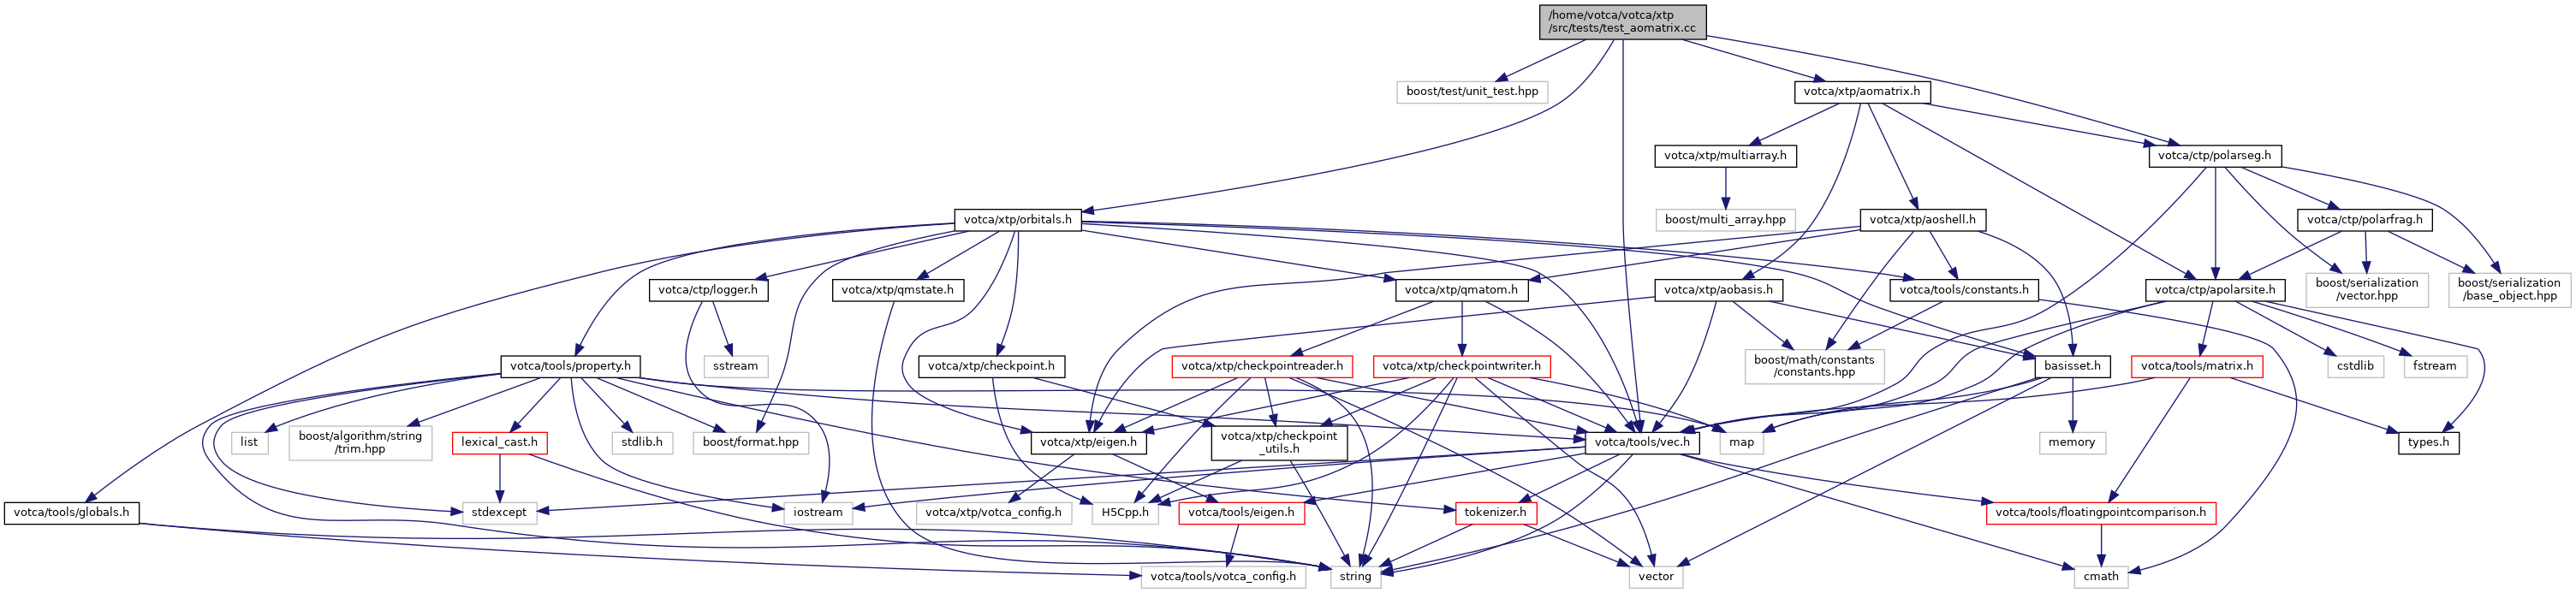 /home/votca/votca/xtp
/src/tests/test_aomatrix.cc
boost/test/unit_test.hpp
votca/xtp/aomatrix.h
votca/xtp/multiarray.h
votca/ctp/polarseg.h
votca/xtp/orbitals.h
boost/multi_array.hpp
votca/xtp/aoshell.h
votca/ctp/polarfrag.h
votca/ctp/logger.h
votca/xtp/qmstate.h
votca/xtp/qmatom.h
votca/xtp/aobasis.h
votca/tools/constants.h
votca/ctp/apolarsite.h
boost/serialization
/vector.hpp
boost/serialization
/base_object.hpp
votca/tools/property.h
sstream
votca/xtp/checkpoint.h
votca/xtp/checkpointreader.h
votca/xtp/checkpointwriter.h
boost/math/constants
/constants.hpp
basisset.h
votca/tools/matrix.h
cstdlib
fstream
list
boost/algorithm/string
/trim.hpp
lexical_cast.h
stdlib.h
boost/format.hpp
votca/xtp/eigen.h
votca/xtp/checkpoint
_utils.h
votca/tools/vec.h
map
memory
types.h
votca/tools/globals.h
stdexcept
iostream
votca/xtp/votca_config.h
H5Cpp.h
votca/tools/eigen.h
tokenizer.h
votca/tools/floatingpointcomparison.h
votca/tools/votca_config.h
string
vector
cmath